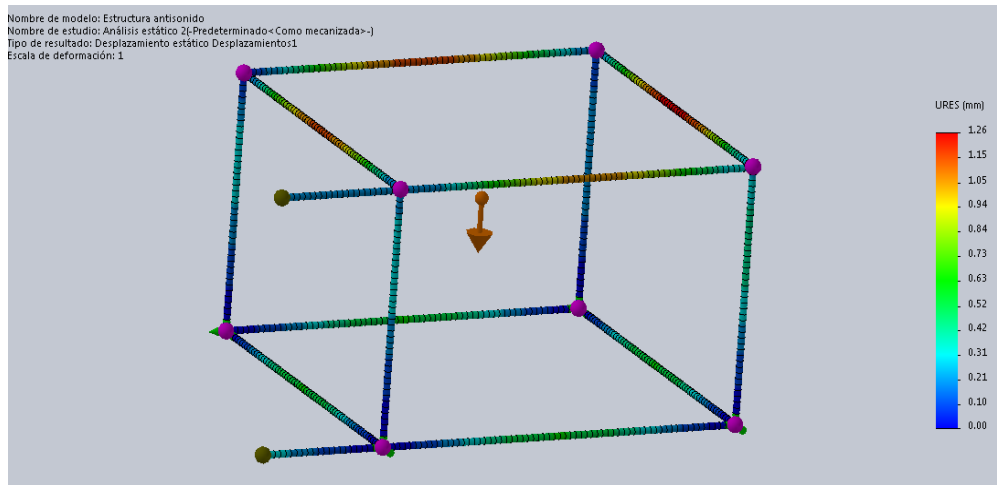 Nombre de modelo: Estructura antisonido
Nombre de estudio: Análisis estático 2(-Predeterminado<Como mecanizada>-)
Tipo de resultado: Desplazamiento estático Desplazamientos1
Escala de deformación: 1
URES (mm)
1.26
1.15
1.05
0.94
0.84
0.73
0.63
0.52
0.42
0.31
0.21
0.10
0.00